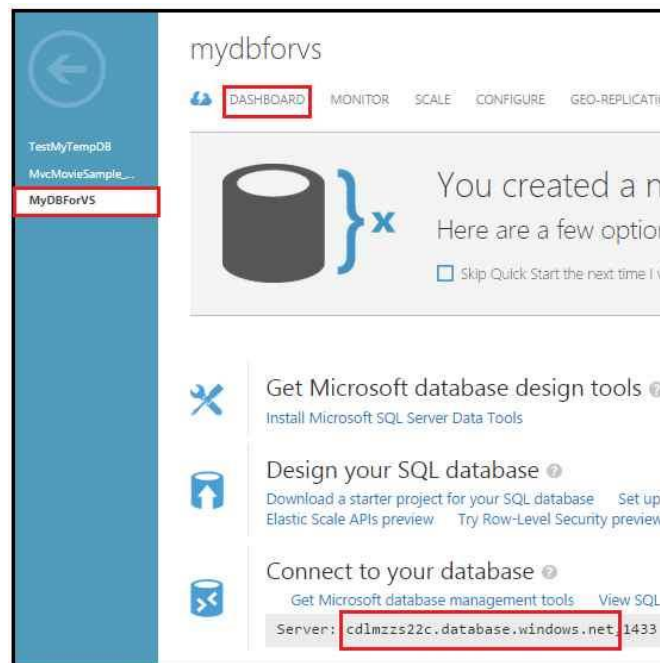 mydbforvs
DASHBOARD MONITOR SCALE CONFIGURE GEO-REPLICATI
TestMyTempDB
MvcMovieSample_...
MyDBForVS
You created a n
Here are a few option
Skip Quick Start the next time I v
Get Microsoft database design tools
Install Microsoft SQL Server Data Tools
Design your SQL database
Download a starter project for your SQL database Set up
Elastic Scale APIs preview Try Row-Level Security preview
Connect to your database
Get Microsoft database management tools View SQL
Server: cdlmzzs22c.database.windows.net,1433